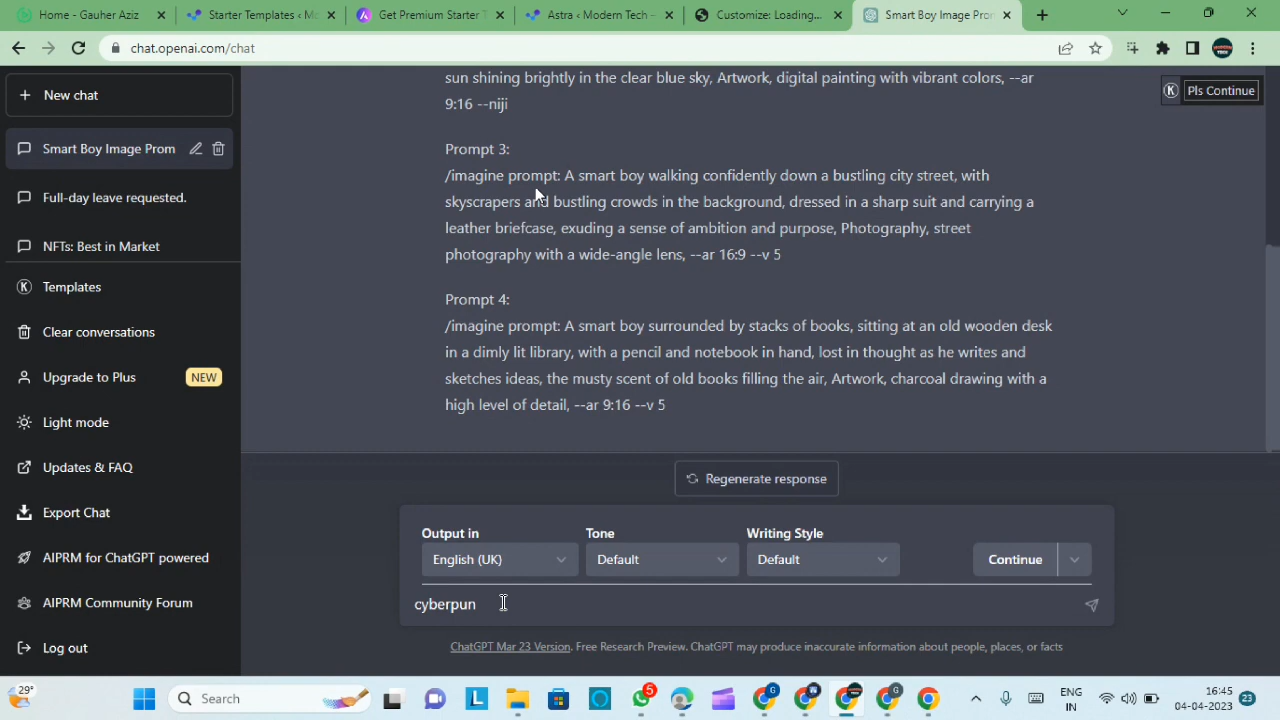 Home - Gauher Aziz
Starter Templates « Mo
Get Premium Starter T
Astra « Modern Tech –
Customize: Loading...
Smart Boy Image Pro
chat.openai.com/chat
New chat
Smart Boy Image Prom
Full-day leave requested.
NFTs: Best in Market
Templates
Clear conversations
Upgrade to Plus NEW
Light mode
Updates & FAQ
Export Chat
AIPRM for ChatGPT powered
AIPRM Community Forum
Log out
K Pls Continue
sun shining brightly in the clear blue sky, Artwork, digital painting with vibrant colors, --ar
9:16 --niji
Prompt 3:
/imagine prompt: A smart boy walking confidently down a bustling city street, with
skyscrapers and bustling crowds in the background, dressed in a sharp suit and carrying a
leather briefcase, exuding a sense of ambition and purpose, Photography, street
photography with a wide-angle lens, --ar 16:9 --v 5
Prompt 4:
/imagine prompt: A smart boy surrounded by stacks of books, sitting at an old wooden desk
in a dimly lit library, with a pencil and notebook in hand, lost in thought as he writes and
sketches ideas, the musty scent of old books filling the air, Artwork, charcoal drawing with a
high level of detail, --ar 9:16 --v 5
Regenerate response
Output in Tone Writing Style
English (UK) Default Default Continue
cyberpun
ChatGPT Mar 23 Version. Free Research Preview. ChatGPT may produce inaccurate information about people, places, or facts
29°
Search
5
ENG
IN
16:45
04-04-2023
23